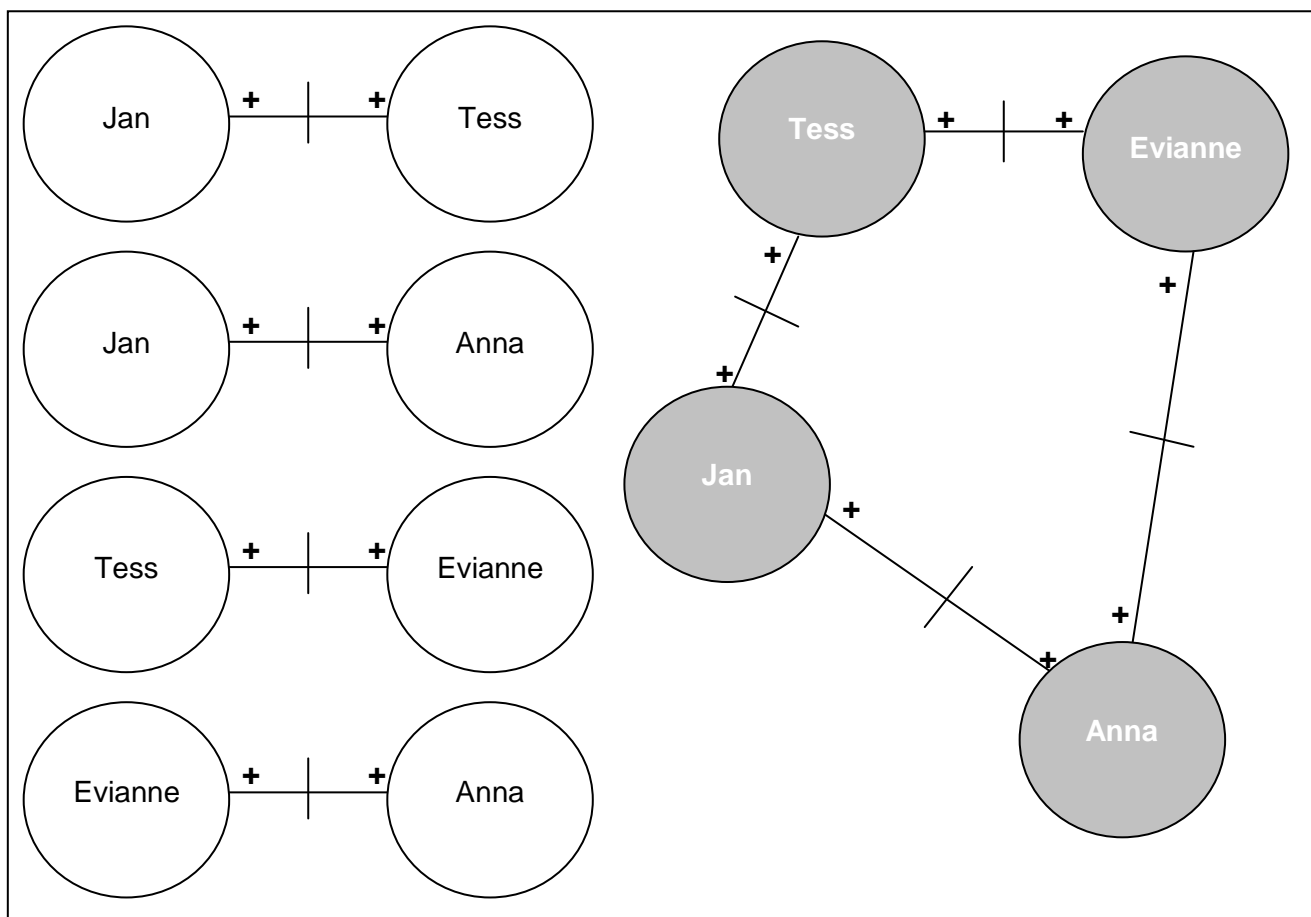 Jan + + Tess
Jan + + Anna
Tess + + Evianne
Evianne + + Anna
Tess + + Evianne
+ +
+
Jan +
+ +
Anna